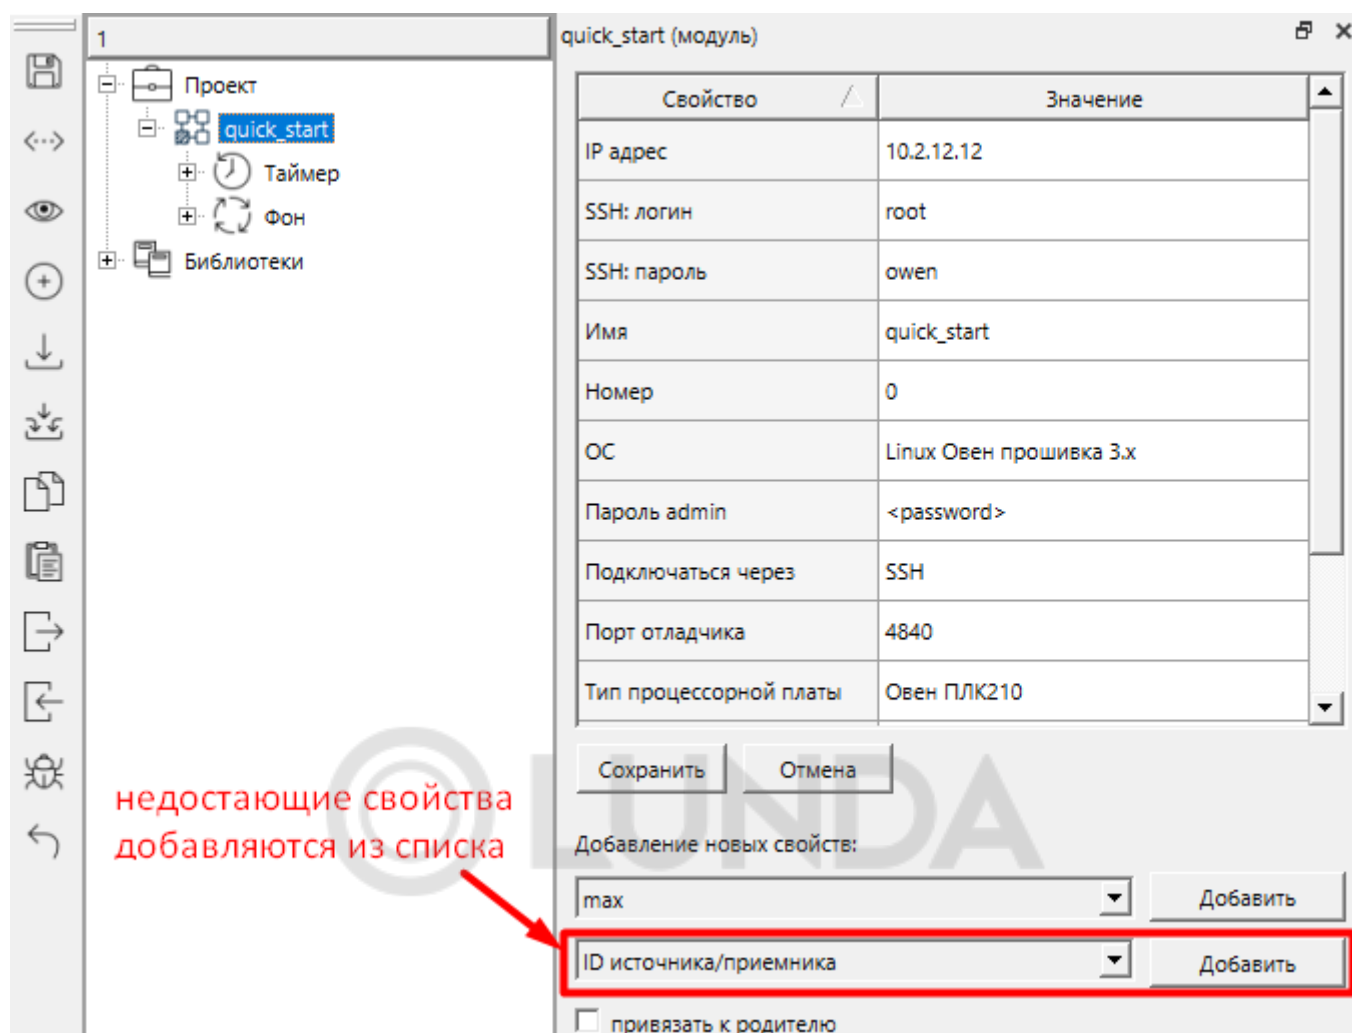 1
Проект
quick_start
Таймер
Фон
Библиотеки
quick_start (модуль)
Свойство Значение
IP адрес 10.2.12.12
SSH: логин root
SSH: пароль owen
Имя quick_start
Номер 0
ОС Linux Овен прошивка 3.x
Пароль admin <password>
Подключаться через SSH
Порт отладчика 4840
Тип процессорной платы Овен ПЛК210
Сохранить Отмена
LUNDA
недостающие свойства
добавляются из списка
Добавление новых свойств:
max Добавить
ID источника/приемника Добавить
привязать к родителю